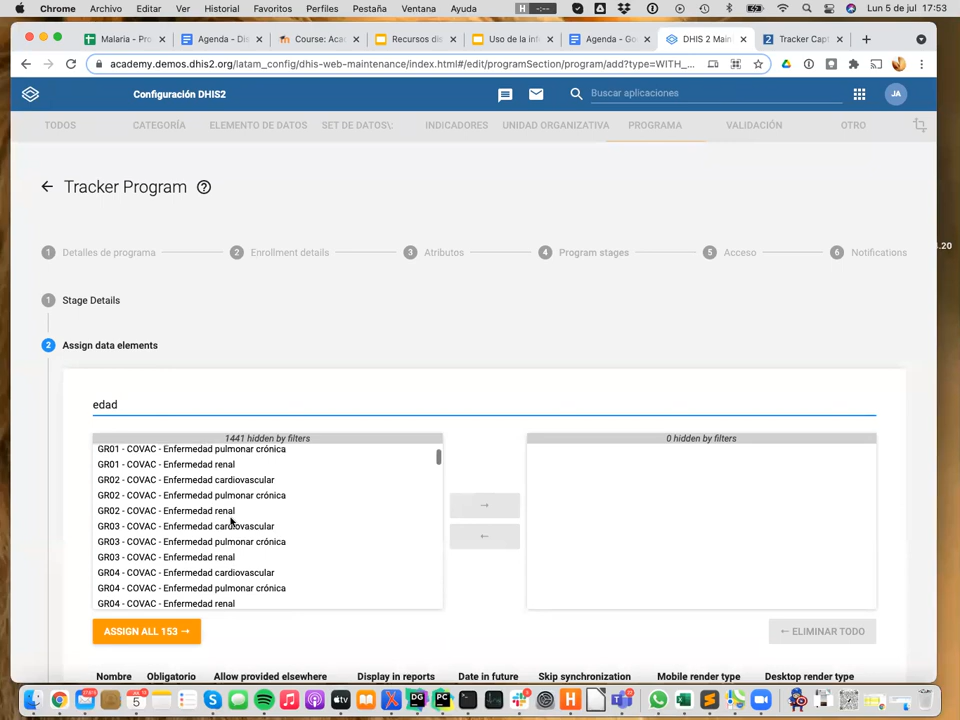 Chrome Archivo Editar Ver Historial Favoritos Perfiles Pestaña Ventana Ayuda Lun 5 de jul 17:53
Malaria - Pro
Agenda - Dis
Course: Aca
Recursos dis
Uso de la inf
Agenda - Go
DHIS 2 Main
Tracker Capt
academy.demos.dhis2.org/latam_config/dhis-web-maintenance/index.html#/edit/programSection/program/add?type=WITH_...
Configuración DHIS2
Buscar aplicaciones
JA
TODOS CATEGORÍA ELEMENTO DE DATOS SET DE DATOS\: INDICADORES UNIDAD ORGANIZATIVA PROGRAMA VALIDACIÓN OTRO
Tracker Program
1 Detalles de programa 2 Enrollment details 3 Atributos 4 Program stages 5 Acceso 6 Notifications
1 Stage Details
2 Assign data elements
edad
1441 hidden by filters
GR01 - COVAC - Enfermedad pulmonar crónica
GR01 - COVAC - Enfermedad renal
GR02 - COVAC - Enfermedad cardiovascular
GR02 - COVAC - Enfermedad pulmonar crónica
GR02 - COVAC - Enfermedad renal
GR03 - COVAC - Enfermedad cardiovascular
GR03 - COVAC - Enfermedad pulmonar crónica
GR03 - COVAC - Enfermedad renal
GR04 - COVAC - Enfermedad cardiovascular
GR04 - COVAC - Enfermedad pulmonar crónica
GR04 - COVAC - Enfermedad renal
0 hidden by filters
→
←
ASSIGN ALL 153 →
← ELIMINAR TODO
Nombre Obligatorio Allow provided elsewhere Display in reports Date in future Skip synchronization Mobile render type Desktop render type